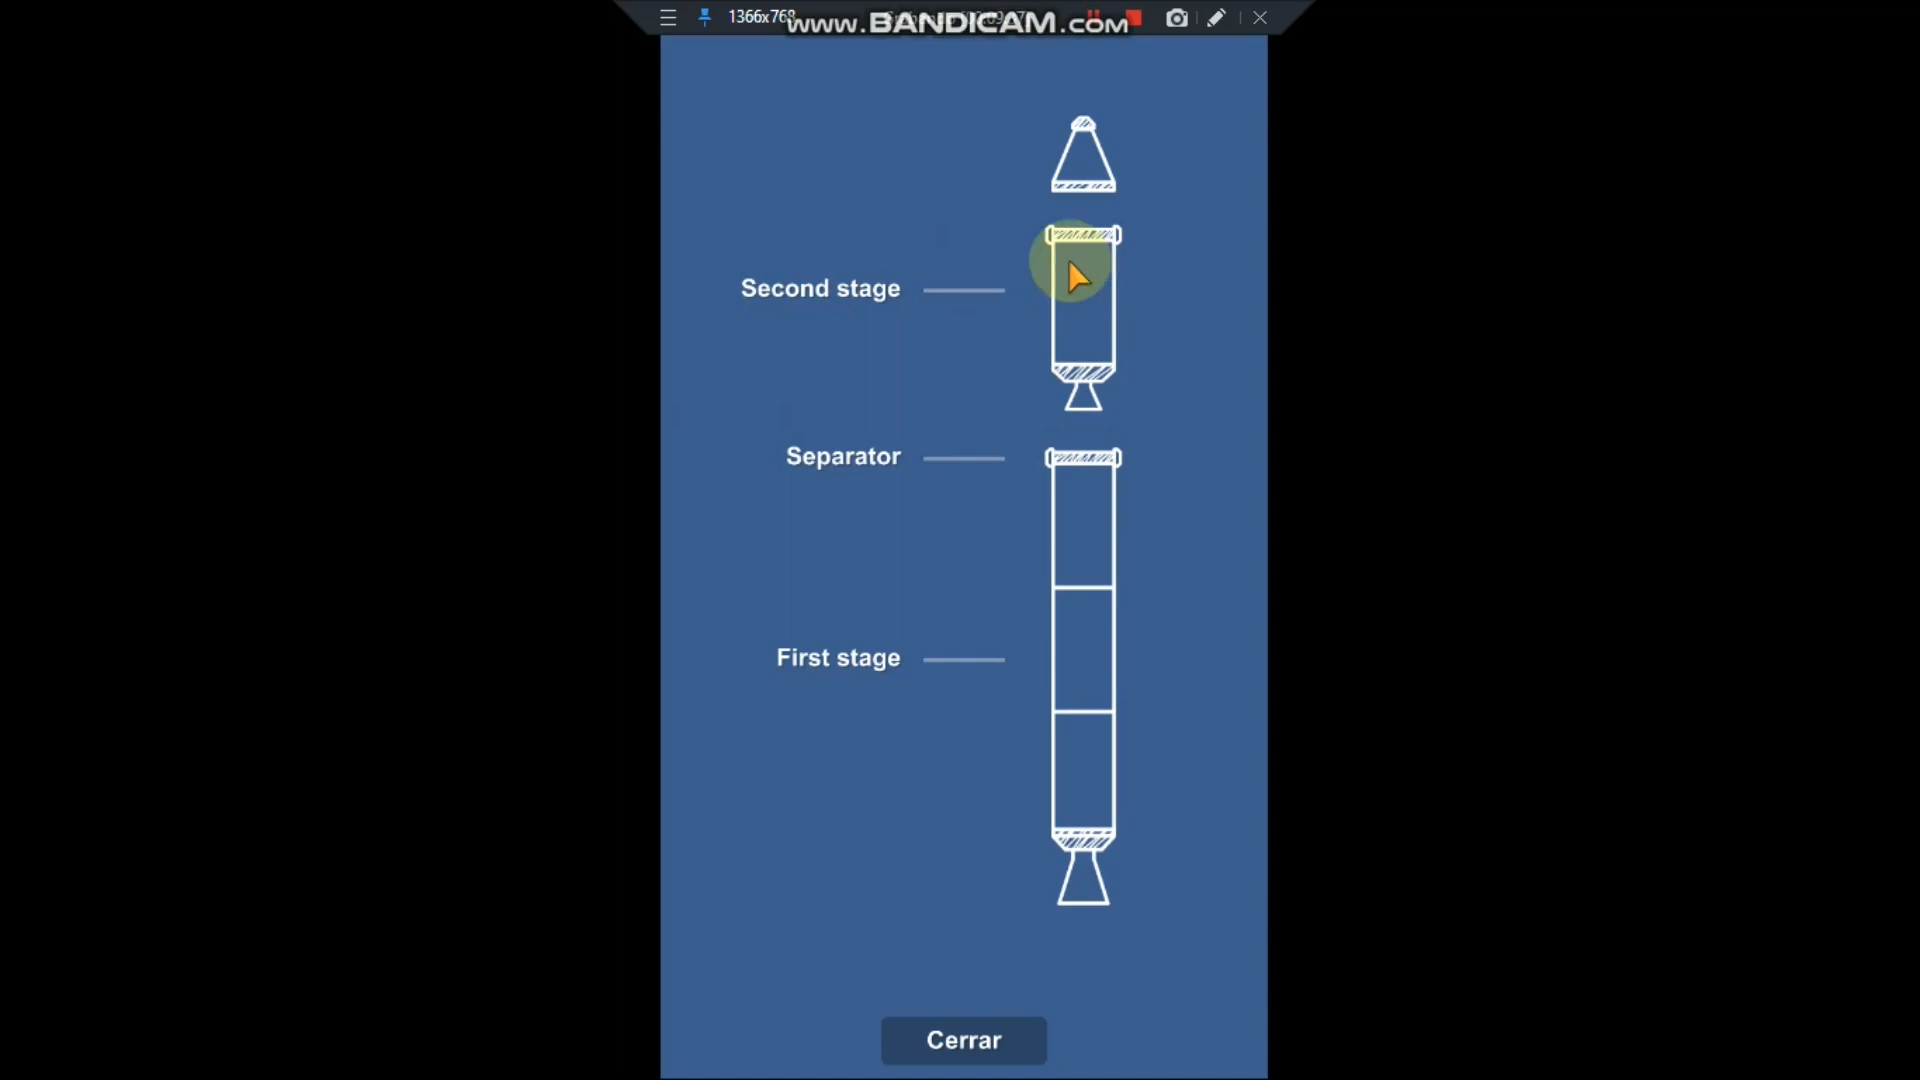 1366x768
www.BANDICAM.com
Second stage
Separator
First stage
Cerrar